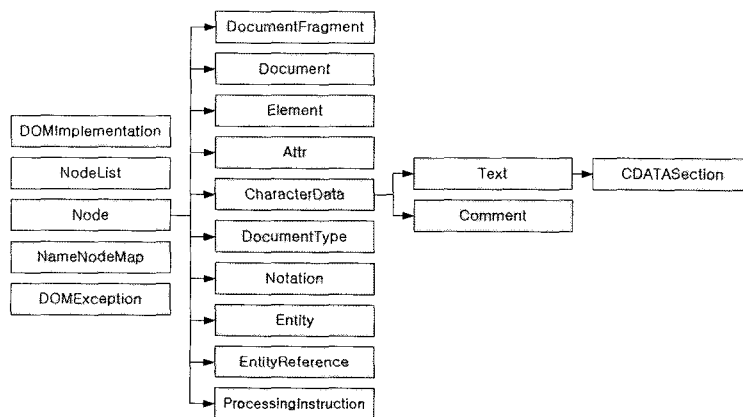 DOMImplementation
NodeList
Node
NameNodeMap
DOMException
DocumentFragment
Document
Element
Attr
CharacterData
DocumentType
Notation
Entity
EntityReference
ProcessingInstruction
Text
Comment
CDATASection